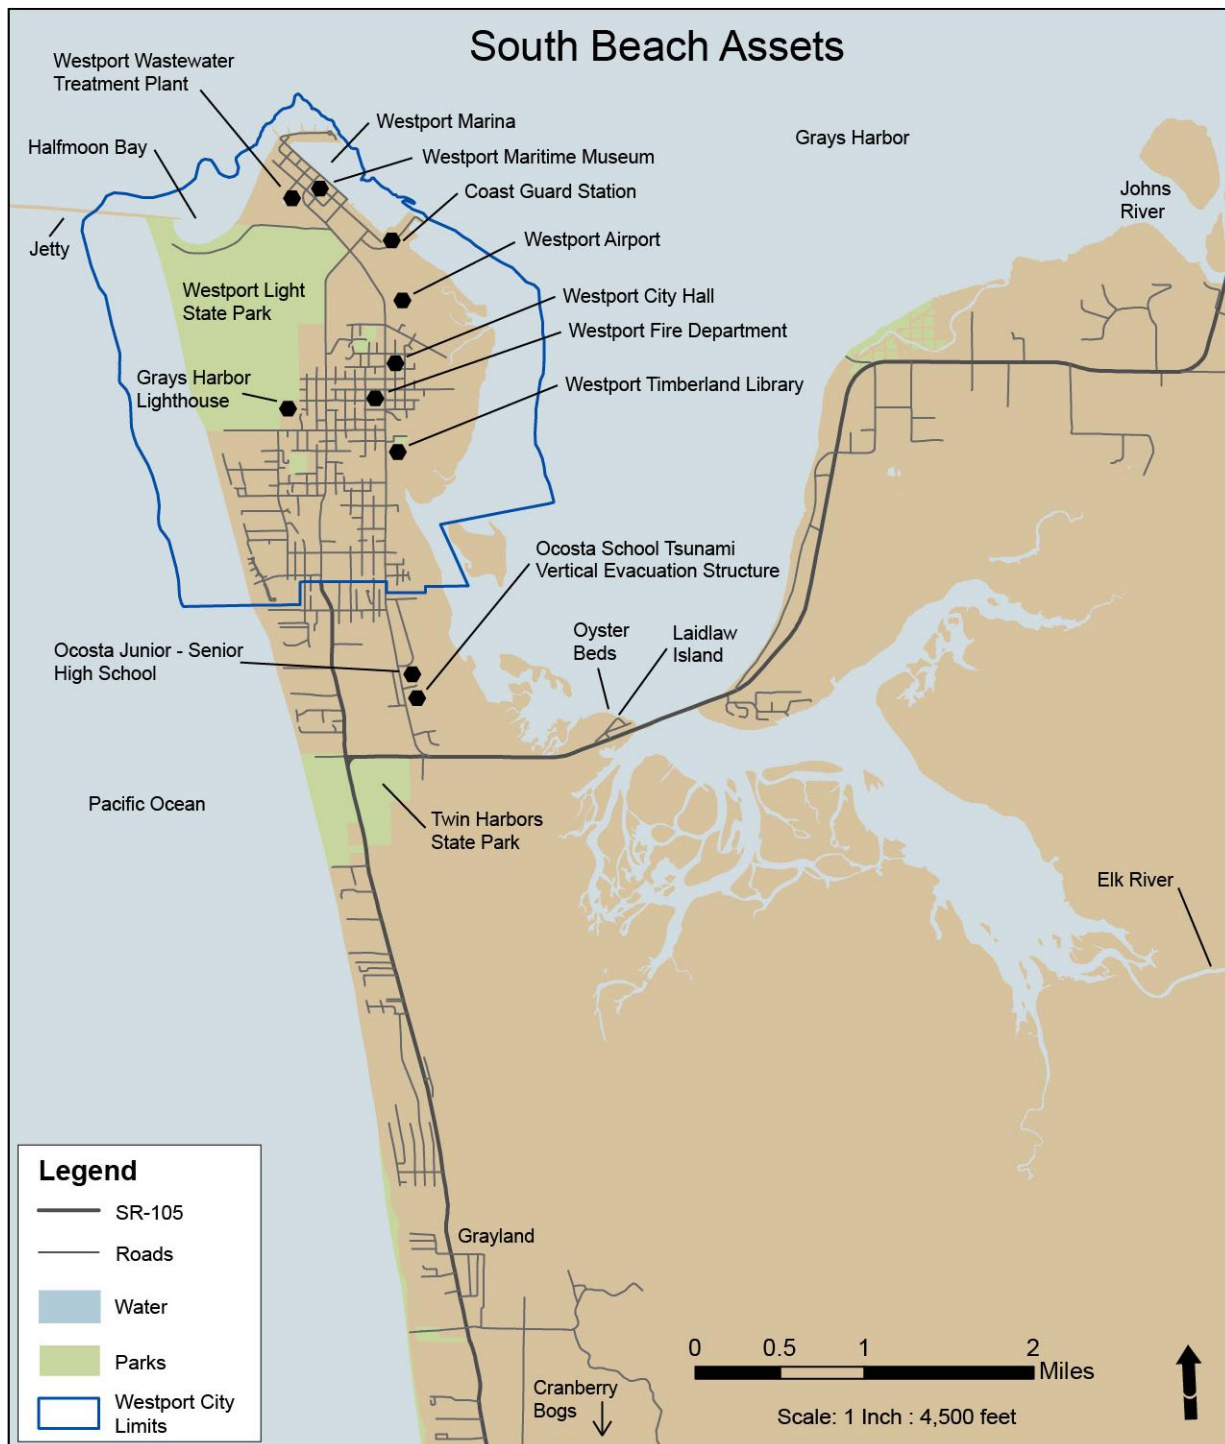 South Beach Assets
Westport Wastewater
Treatment Plant
Westport Marina
Halfmoon Bay
Westport Maritime Museum
Grays Harbor
Coast Guard Station
Johns
River
Jetty
Westport Airport
Westport Light
State Park
Westport City Hall
Westport Fire Department
Grays Harbor
Lighthouse
Westport Timberland Library
Ocosta School Tsunami
Vertical Evacuation Structure
Ocosta Junior - Senior
High School
Oyster
Beds
Laidlaw
Island
Pacific Ocean
Twin Harbors
State Park
Elk River
Grayland
Cranberry
Bogs
Legend
SR-105
Roads
Water
Parks
Westport City
Limits
0 0.5 1 2
Miles
Scale: 1 Inch : 4,500 feet